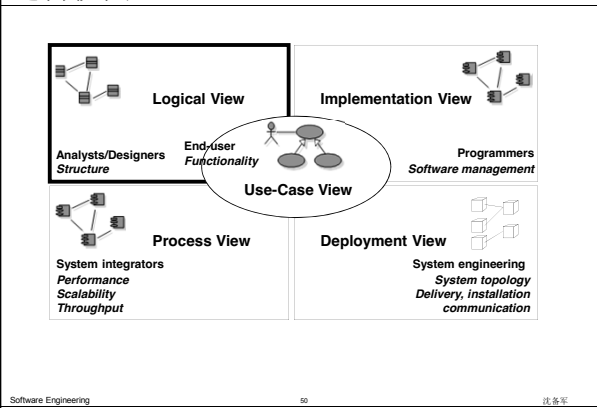 Logical View
Implementation View
Analysts/Designers
Structure
End-user
Functionality
Programmers
Software management
Use-Case View
Process View
Deployment View
System integrators
Performance
Scalability
Throughput
System engineering
System topology
Delivery, installation
communication
Software Engineering
50
沈备军